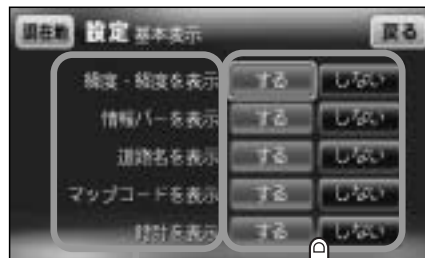 現在地 設定 基本表示 戻る
緯度・経度を表示 する しない
情報バーを表示 する しない
道路名を表示 する しない
マップコードを表示 する しない
時計を表示 する しない